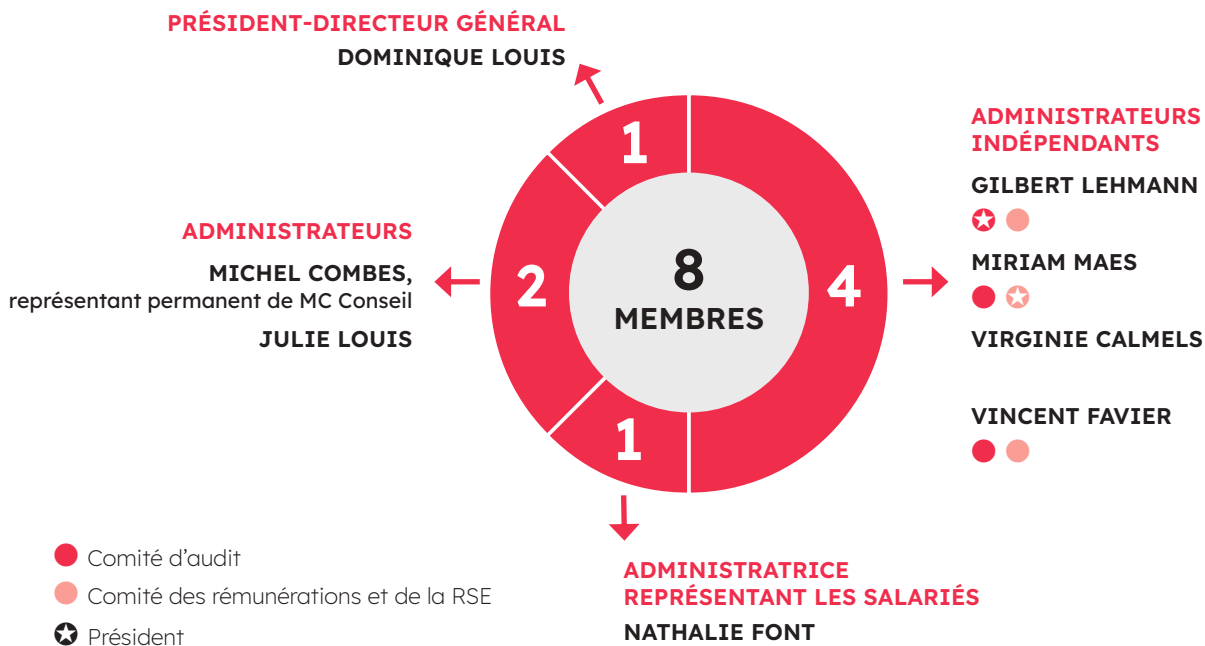 PRÉSIDENT-DIRECTEUR GÉNÉRAL
DOMINIQUE LOUIS
ADMINISTRATEURS
MICHEL COMBES,
représentant permanent de MC Conseil
JULIE LOUIS
1
2
4
1
8
MEMBRES
ADMINISTRATEURS
INDÉPENDANTS
GILBERT LEHMANN
MIRIAM MAES
VIRGINIE CALMELS
VINCENT FAVIER
ADMINISTRATRICE
REPRÉSENTANT LES SALARIÉS
NATHALIE FONT
Comité d’audit
Comité des rémunérations et de la RSE
Président